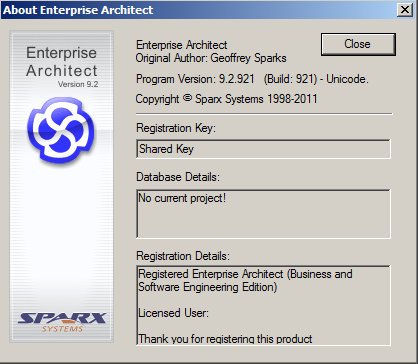 About Enterprise Architect
Enterprise
Architect
Version 9.2
SPARX
SYSTEMS
Enterprise Architect
Original Author: Geoffrey Sparks
Close
Program Version: 9.2.921 (Build: 921) - Unicode.
Copyright © Sparx Systems 1998-2011
Registration Key:
Shared Key
Database Details:
No current project!
Registration Details:
Registered Enterprise Architect (Business and
Software Engineering Edition)
Licensed User:
Thank you for registering this product